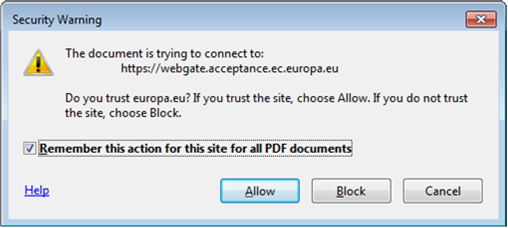 Security Warning
The document is trying to connect to:
https://webgate.acceptance.ec.europa.eu
Do you trust europa.eu? If you trust the site, choose Allow. If you do not trust
the site, choose Block.
Remember this action for this site for all PDF documents
Help
Allow
Block
Cancel